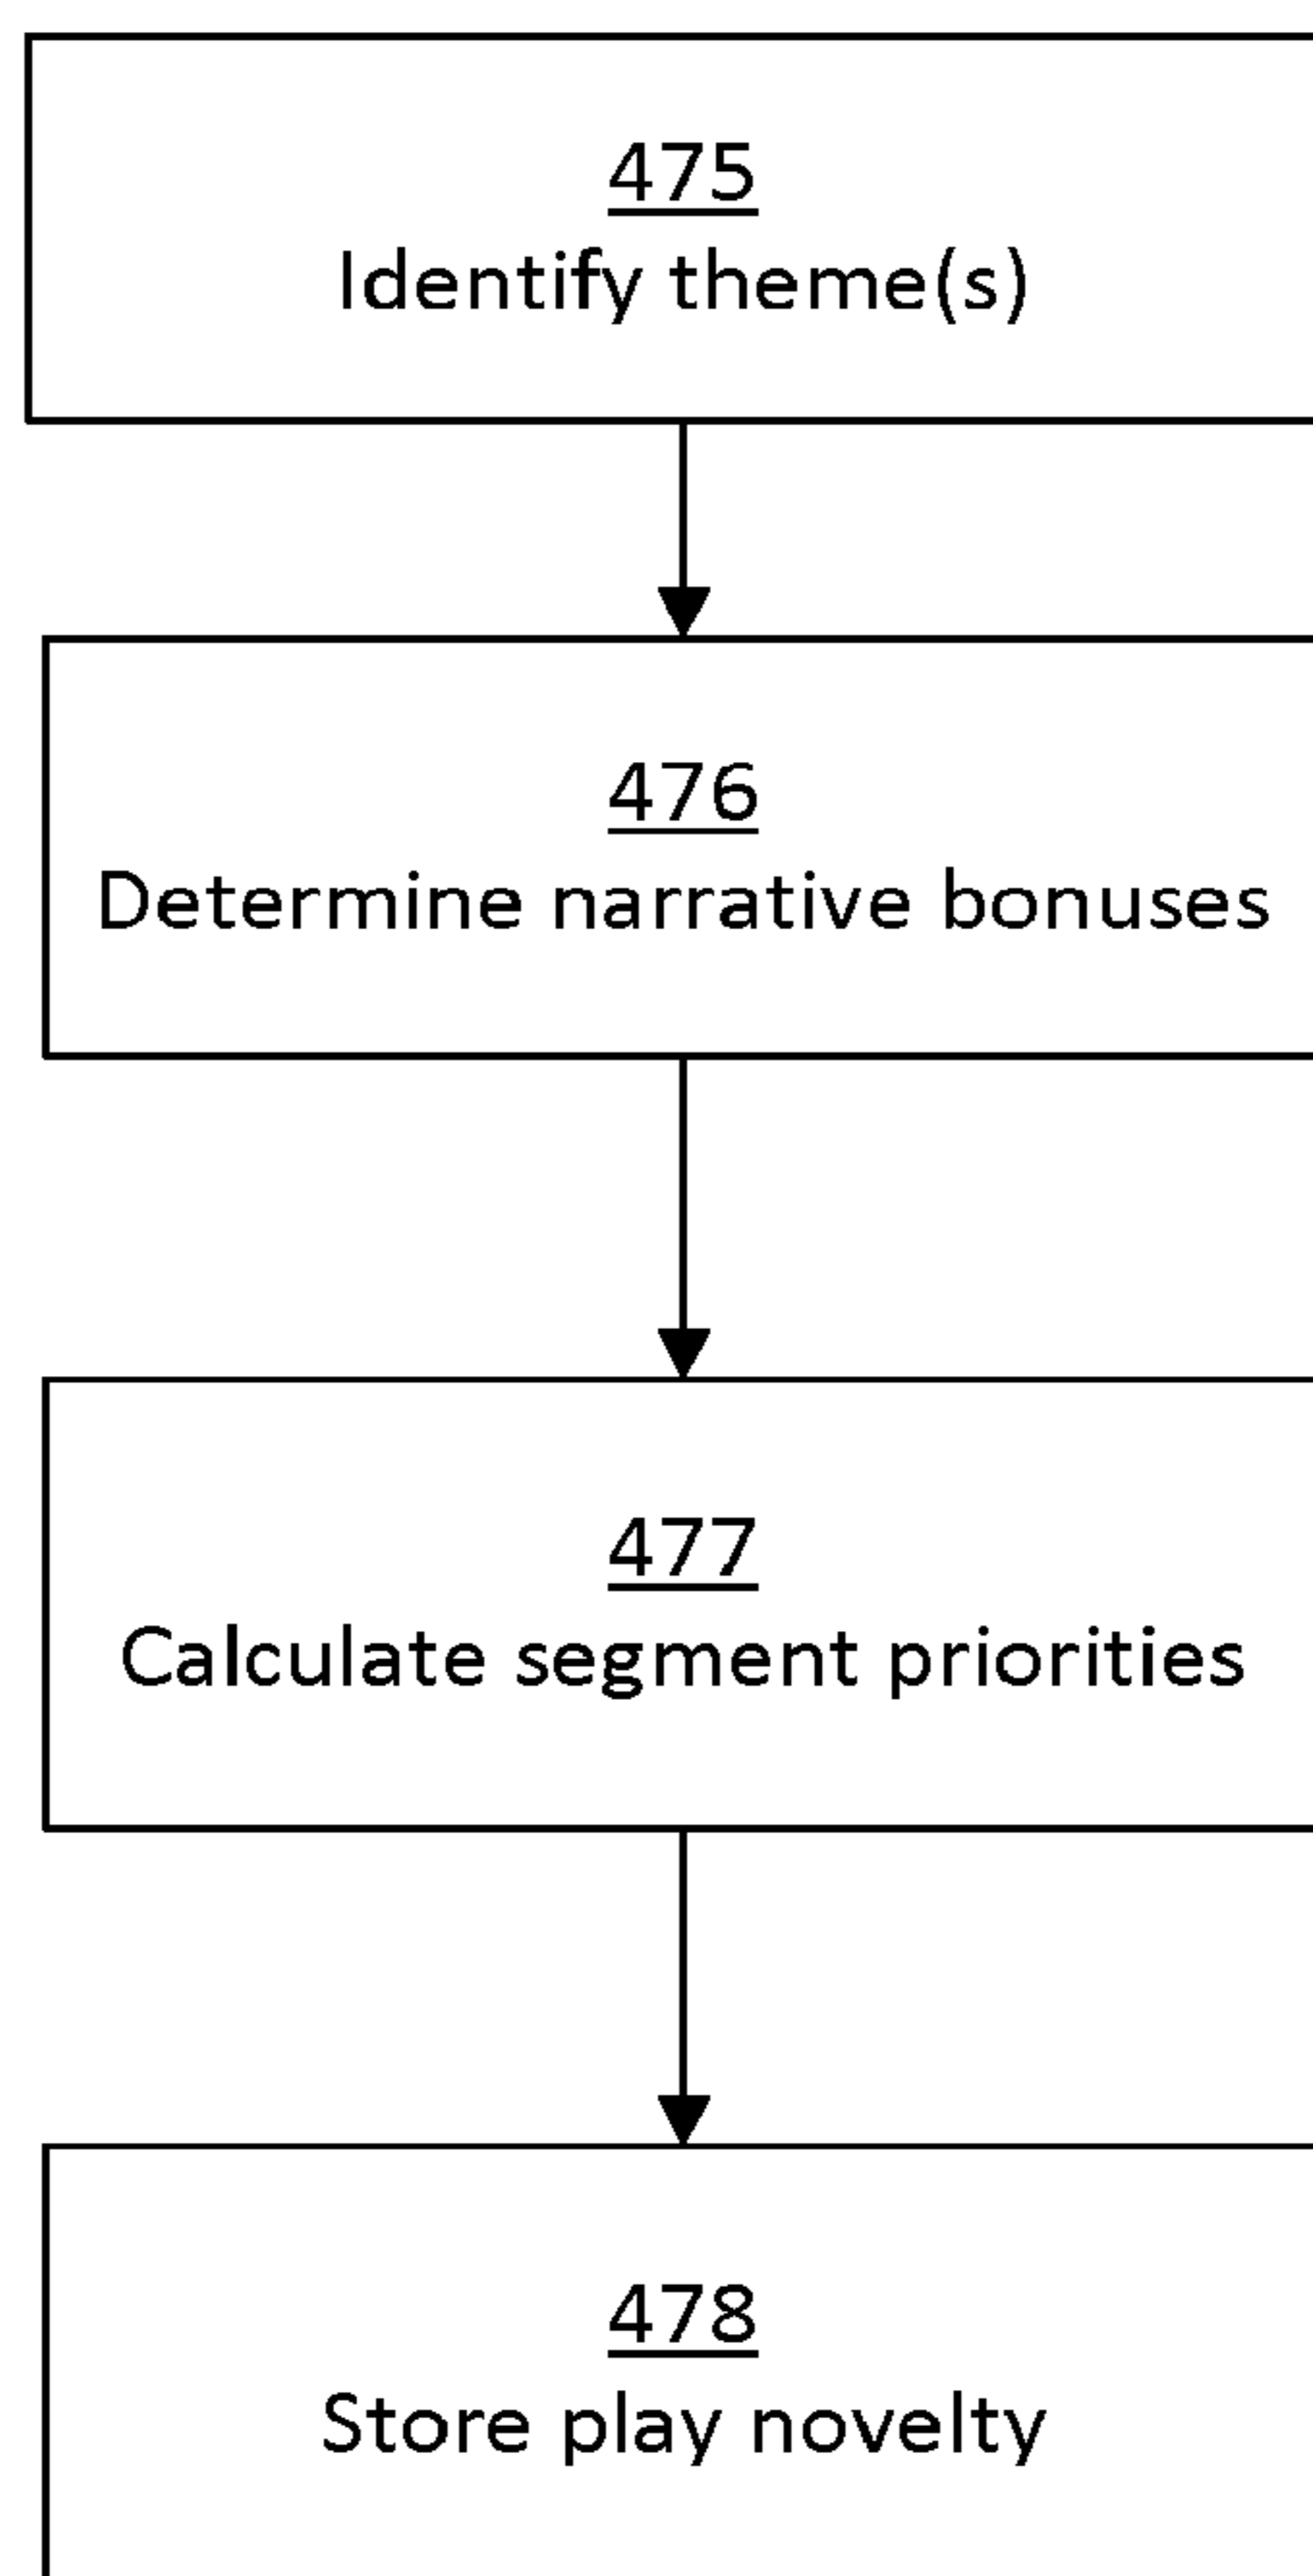 475
Identify theme(s)
476
Determine narrative bonuses
477
Calculate segment priorities
478
Store play novelty